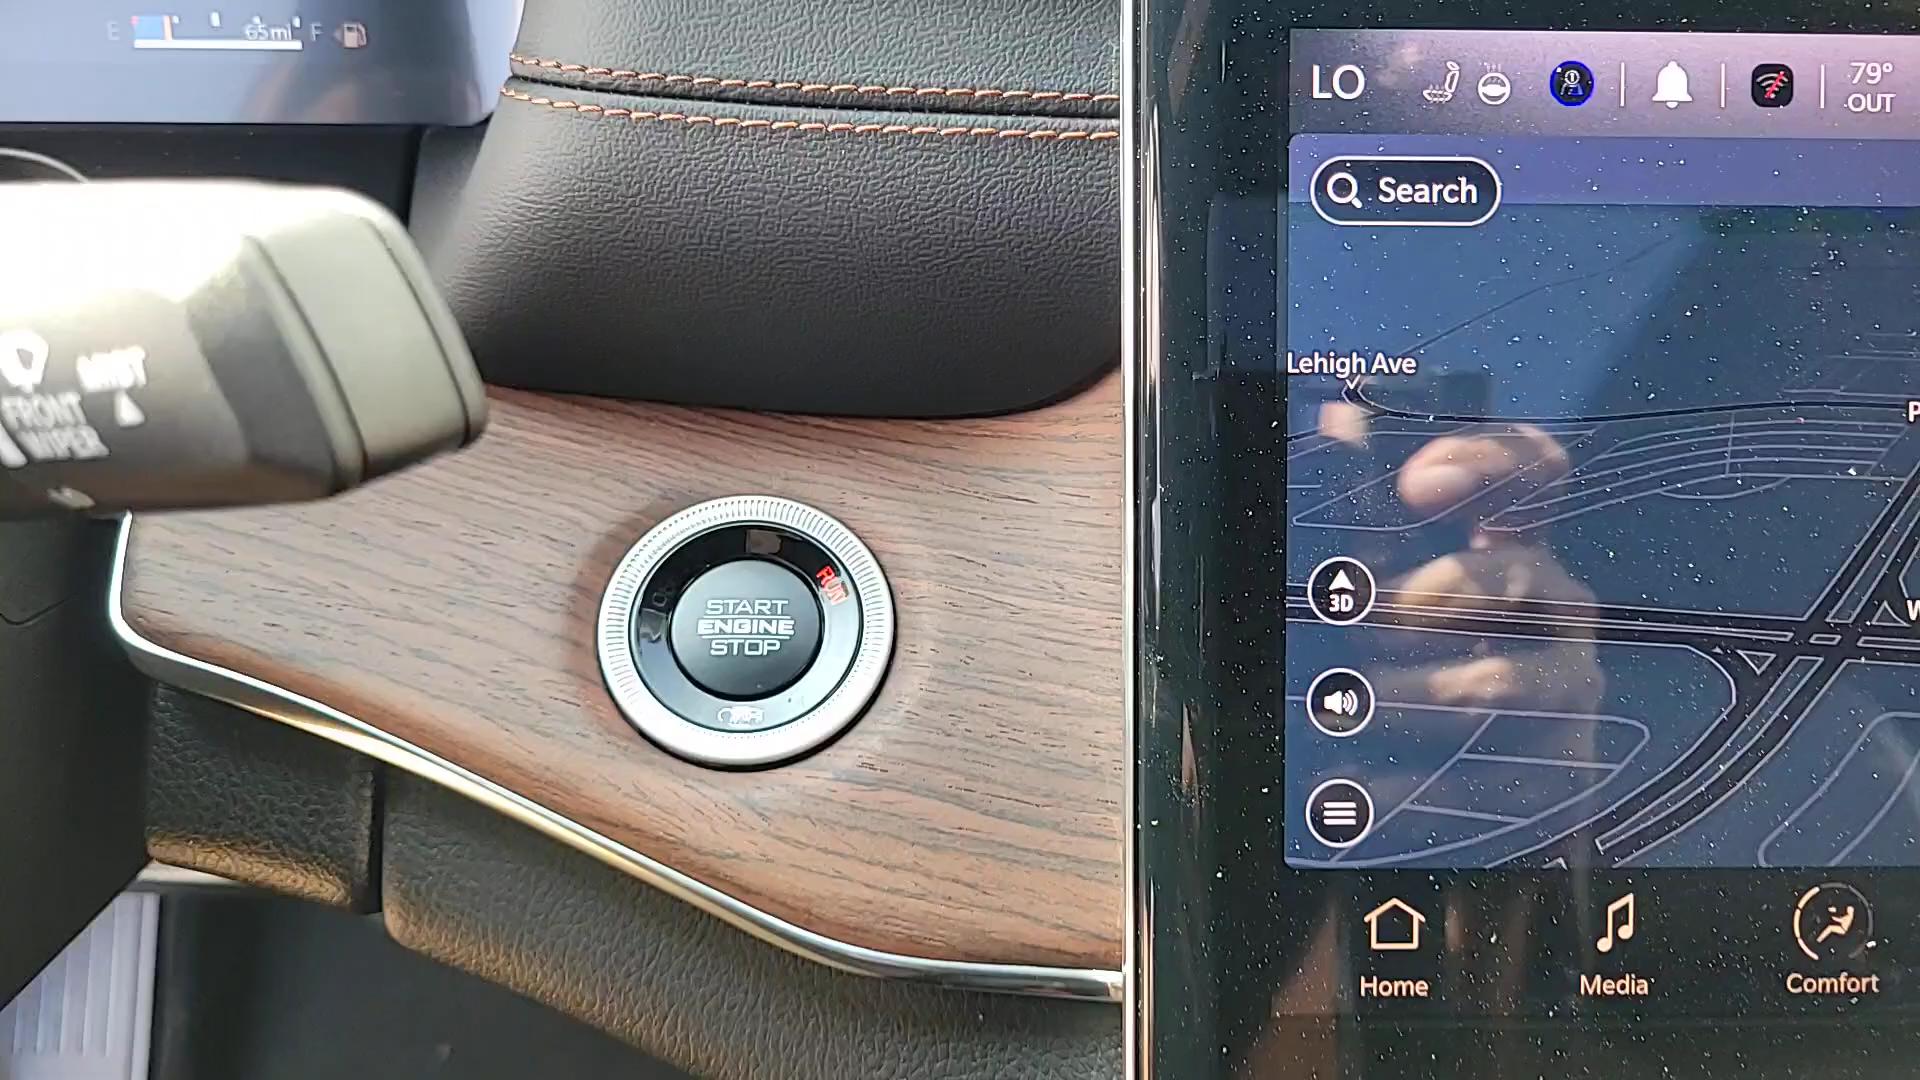 E 65mi F
LO
79°
OUT
Search
MIST
FRONT
WIPER
Lehigh Ave
RUN
START
ENGINE
STOP
3D
Home
Media
Comfort